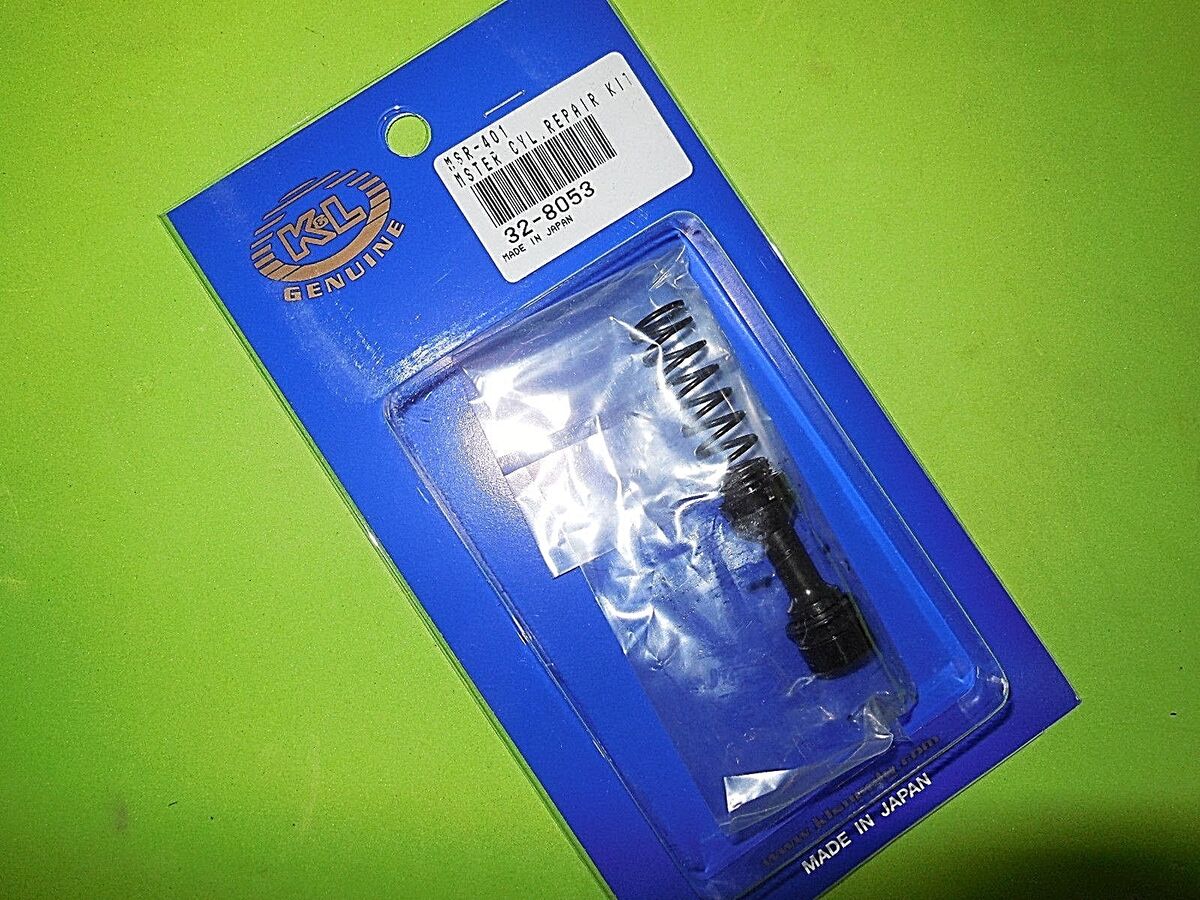 MSR-401
MSTER CYL.REPAIR KIT
32-8053
MADE IN JAPAN
K&L
GENUINE
MADE IN JAPAN